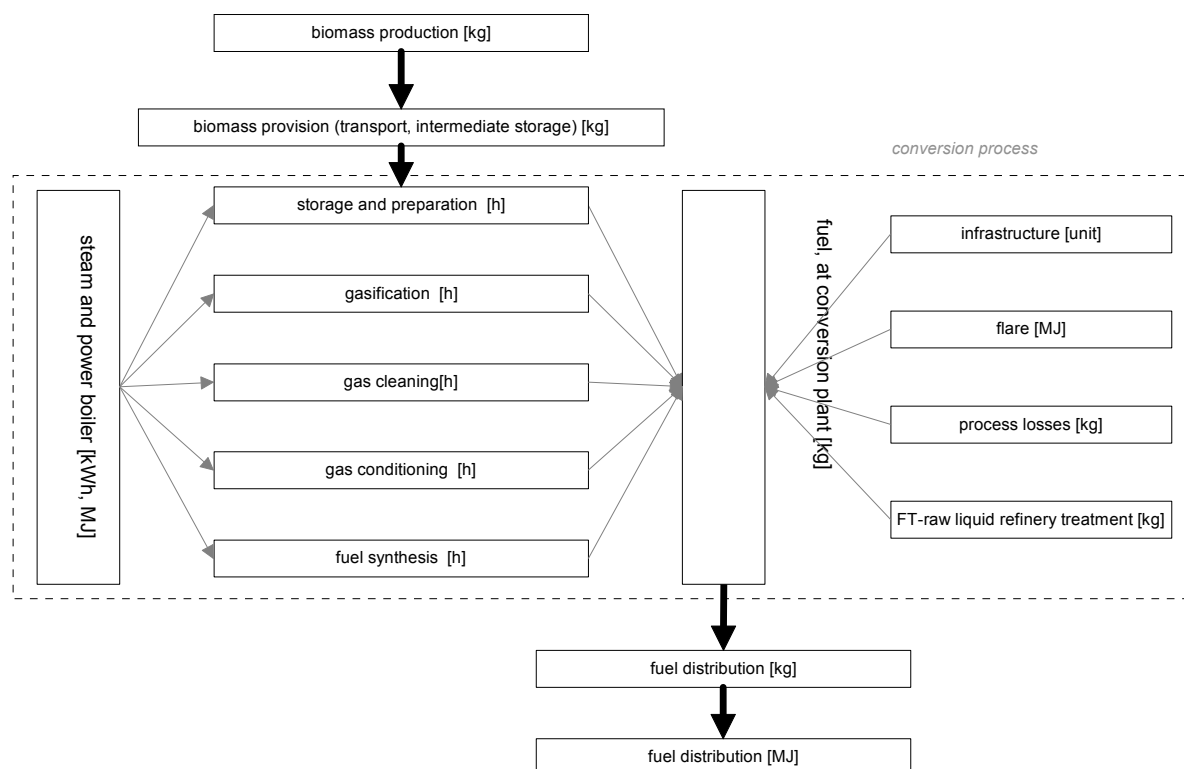 biomass production [kg]
biomass provision (transport, intermediate storage) [kg]
conversion process
steam and power boiler [kWh, MJ]
storage and preparation  [h]
gasification  [h]
gas cleaning[h]
gas conditioning  [h]
fuel synthesis  [h]
fuel, at conversion plant [kg]
infrastructure [unit]
flare [MJ]
process losses [kg]
FT-raw liquid refinery treatment [kg]
fuel distribution [kg]
fuel distribution [MJ]